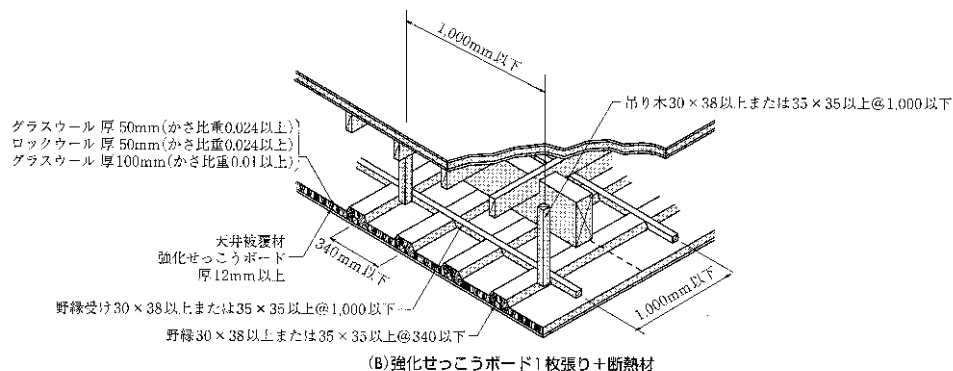 1,000mm以下
吊り木30×38以上または35×35以上@1,000以下
グラスウール 厚 50mm(かさ比重0.024以上)
ロックウール 厚 50mm(かさ比重0.024以上)
グラスウール 厚100mm(かさ比重0.01以上)
天井被覆材
強化せっこうボード
厚12mm以上
340mm以下
1,000mm以下
野縁受け30×38以上または35×35以上@1,000以下
野縁30×38以上または35×35以上@340以下
(B)強化せっこうボード1枚張り+断熱材